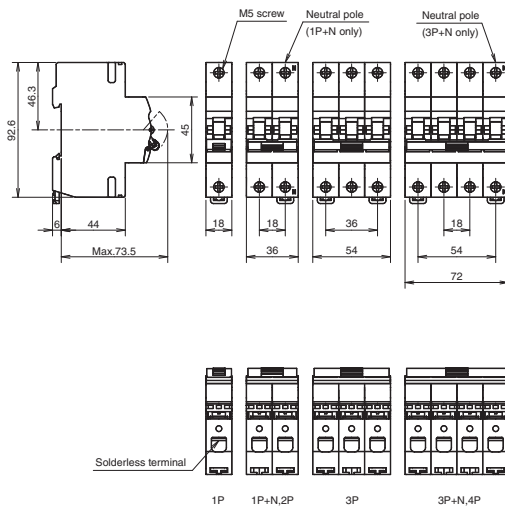 M5 screw
Neutral pole
(1P+N only)
Neutral pole
(3P+N only)
92.6
46.3
45
6
44
Max.73.5
18
18
36
36
54
18
54
72
Solderless terminal
1P
1P+N,2P
3P
3P+N,4P